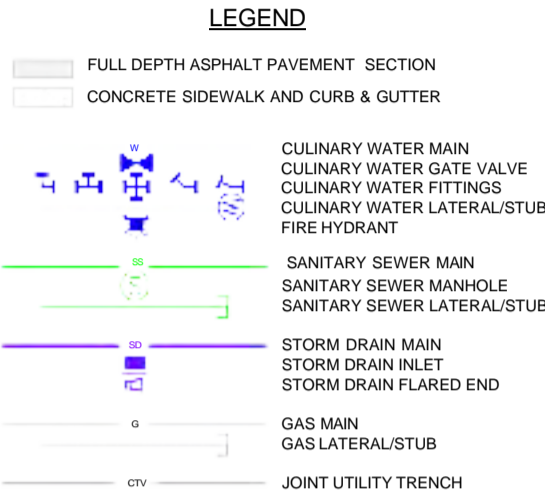 LEGEND
FULL DEPTH ASPHALT PAVEMENT SECTION
CONCRETE SIDEWALK AND CURB & GUTTER
W CULINARY WATER MAIN
CULINARY WATER GATE VALVE
CULINARY WATER FITTINGS
CULINARY WATER LATERAL/STUB
FIRE HYDRANT
SS SANITARY SEWER MAIN
SANITARY SEWER MANHOLE
SANITARY SEWER LATERAL/STUB
SD STORM DRAIN MAIN
STORM DRAIN INLET
STORM DRAIN FLARED END
G GAS MAIN
GAS LATERAL/STUB
CTV JOINT UTILITY TRENCH